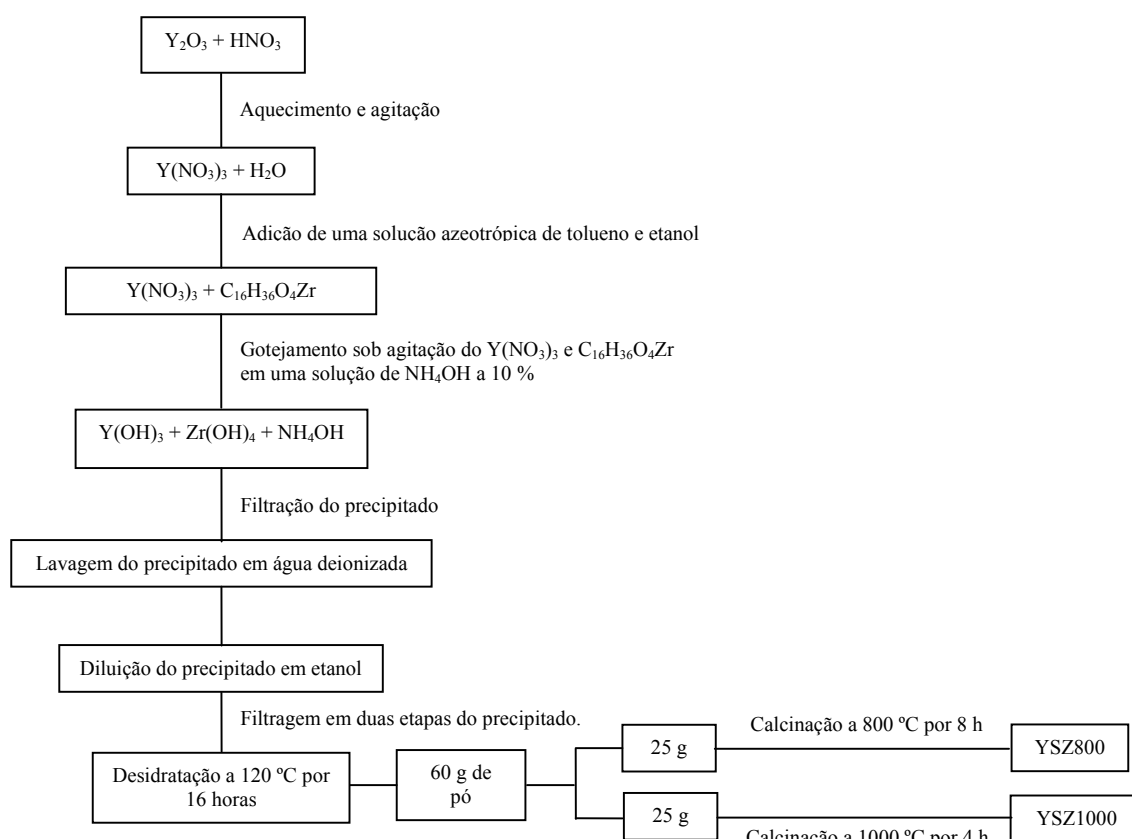 Y₂O₃ + HNO₃
Aquecimento e agitação
Y(NO₃)₃ + H₂O
Adição de uma solução azeotrópica de tolueno e etanol
Y(NO₃)₃ + C₁₆H₃₆O₄Zr
Gotejamento sob agitação do Y(NO₃)₃ e C₁₆H₃₆O₄Zr
em uma solução de NH₄OH a 10 %
Y(OH)₃ + Zr(OH)₄ + NH₄OH
Filtração do precipitado
Lavagem do precipitado em água deionizada
Diluição do precipitado em etanol
Filtragem em duas etapas do precipitado.
Desidratação a 120 ºC por
16 horas
60 g de
pó
25 g
Calcinação a 800 ºC por 8 h
YSZ800
25 g
Calcinação a 1000 ºC por 4 h
YSZ1000